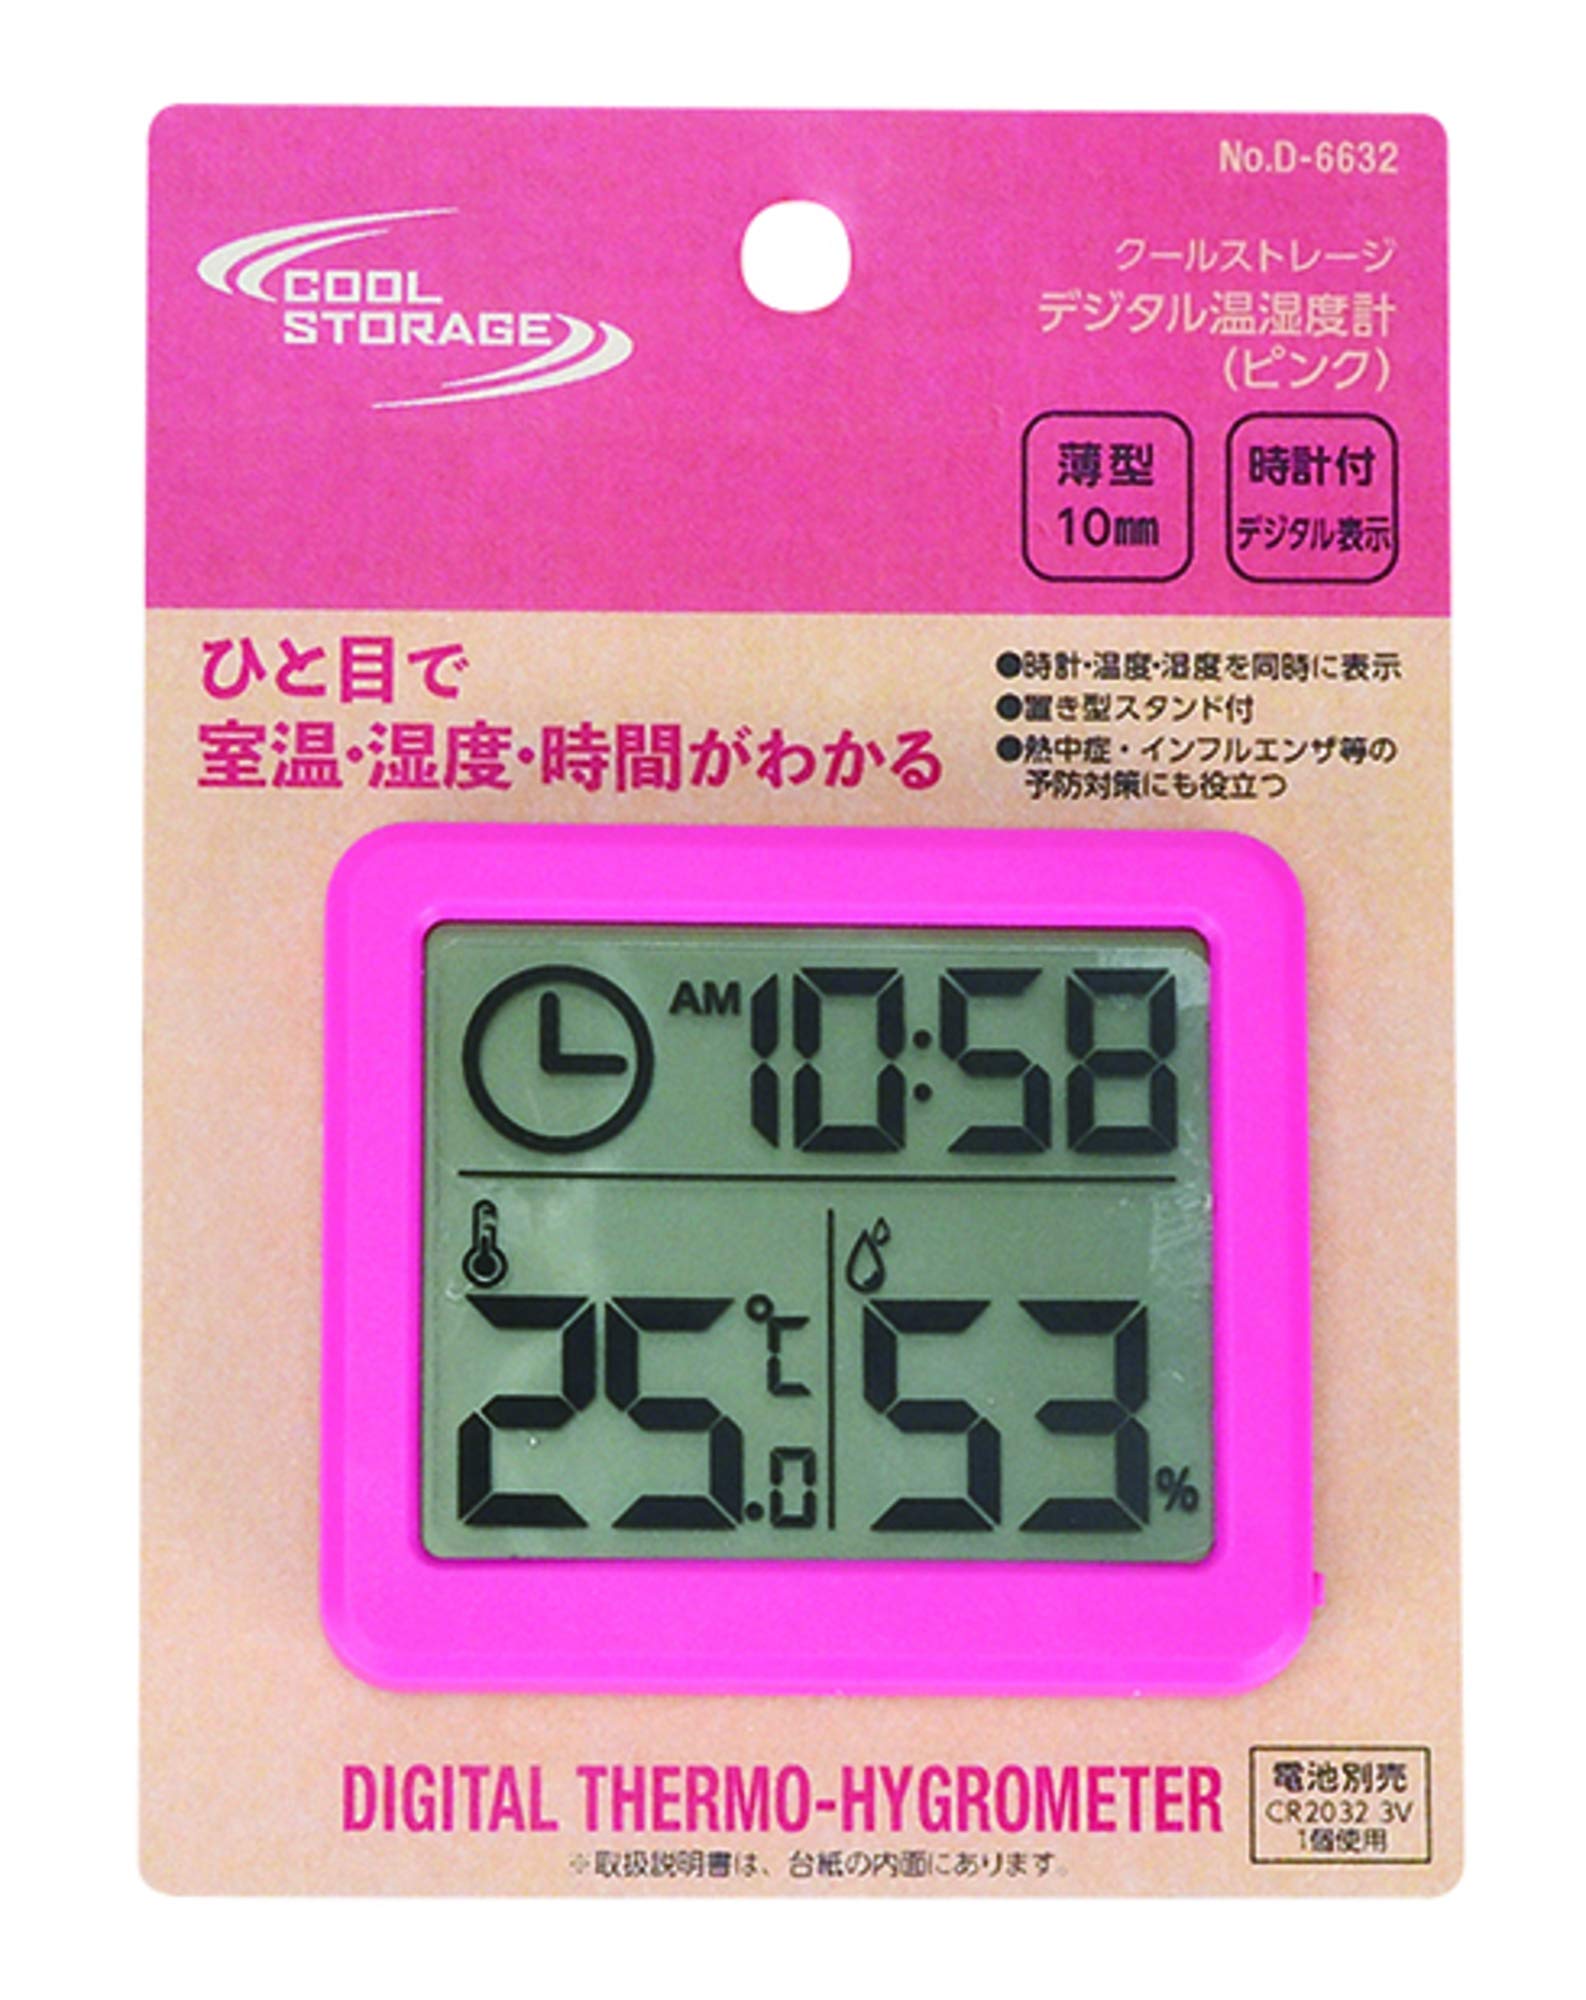 No.D-6632
COOL
STORAGE
クールストレージ
デジタル温湿度計
(ピンク)
薄型
10mm
時計付
デジタル表示
ひと目で
室温・湿度・時間がわかる
●時計・温度・湿度を同時に表示
●置き型スタンド付
●熱中症・インフルエンザ等の
予防対策にも役立つ
AM 10:58
25.0℃
53%
DIGITAL THERMO-HYGROMETER
※取扱説明書は、台紙の内面にあります。
電池別売
CR2032 3V
1個使用